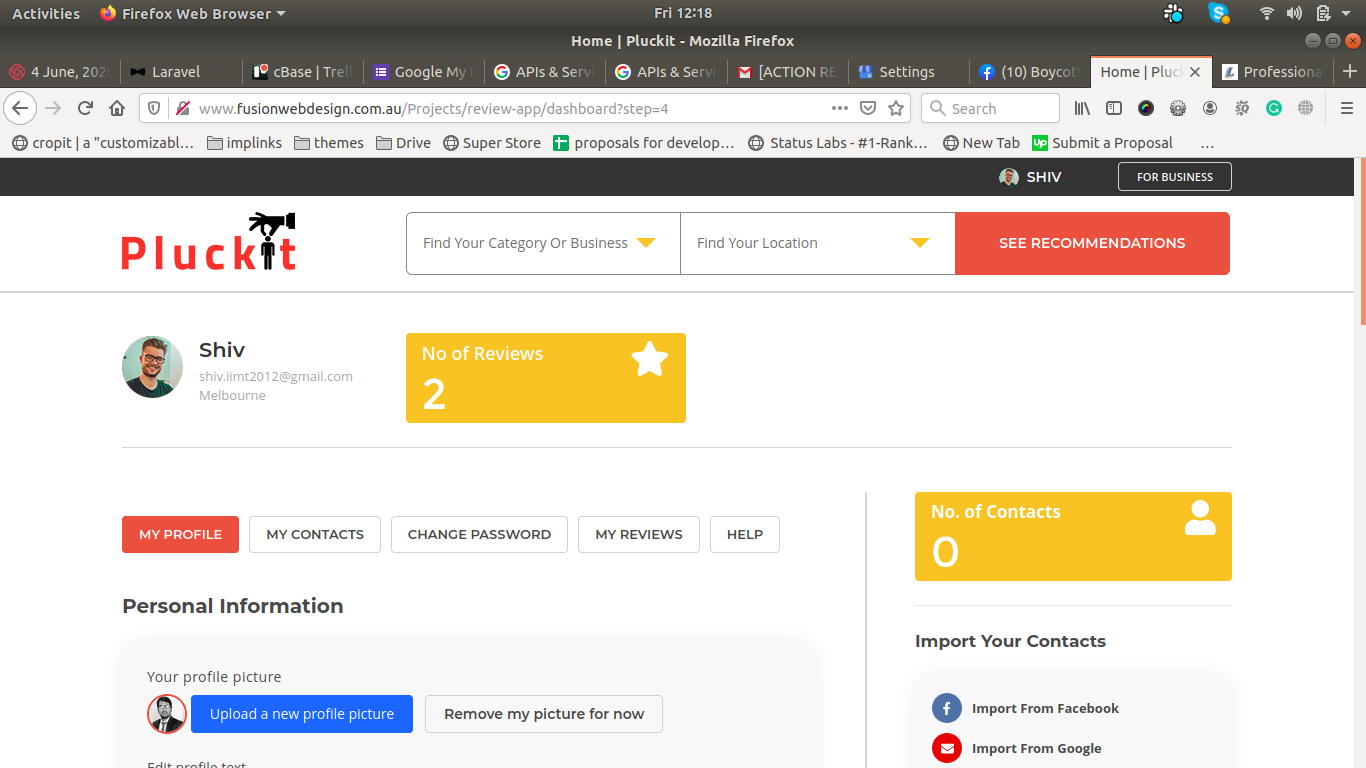 Activities Firefox Web Browser Fri 12:18
Home | Pluckit - Mozilla Firefox
4 June, 202 Laravel cBase | Trell Google My B APIs & Servi APIs & Servi [ACTION RE Settings (10) Boycott Home | Pluck Professiona
www.fusionwebdesign.com.au/Projects/review-app/dashboard?step=4 Search
cropit | a "customizabl... implinks themes Drive Super Store proposals for develop... Status Labs - #1-Rank... New Tab Up Submit a Proposal ...
SHIV FOR BUSINESS
Pluckit
Find Your Category Or Business Find Your Location SEE RECOMMENDATIONS
Shiv
shiv.iimt2012@gmail.com
Melbourne
No of Reviews
2
MY PROFILE MY CONTACTS CHANGE PASSWORD MY REVIEWS HELP
No. of Contacts
0
Personal Information
Import Your Contacts
Your profile picture
Upload a new profile picture Remove my picture for now
Import From Facebook
Import From Google
Edit profile text